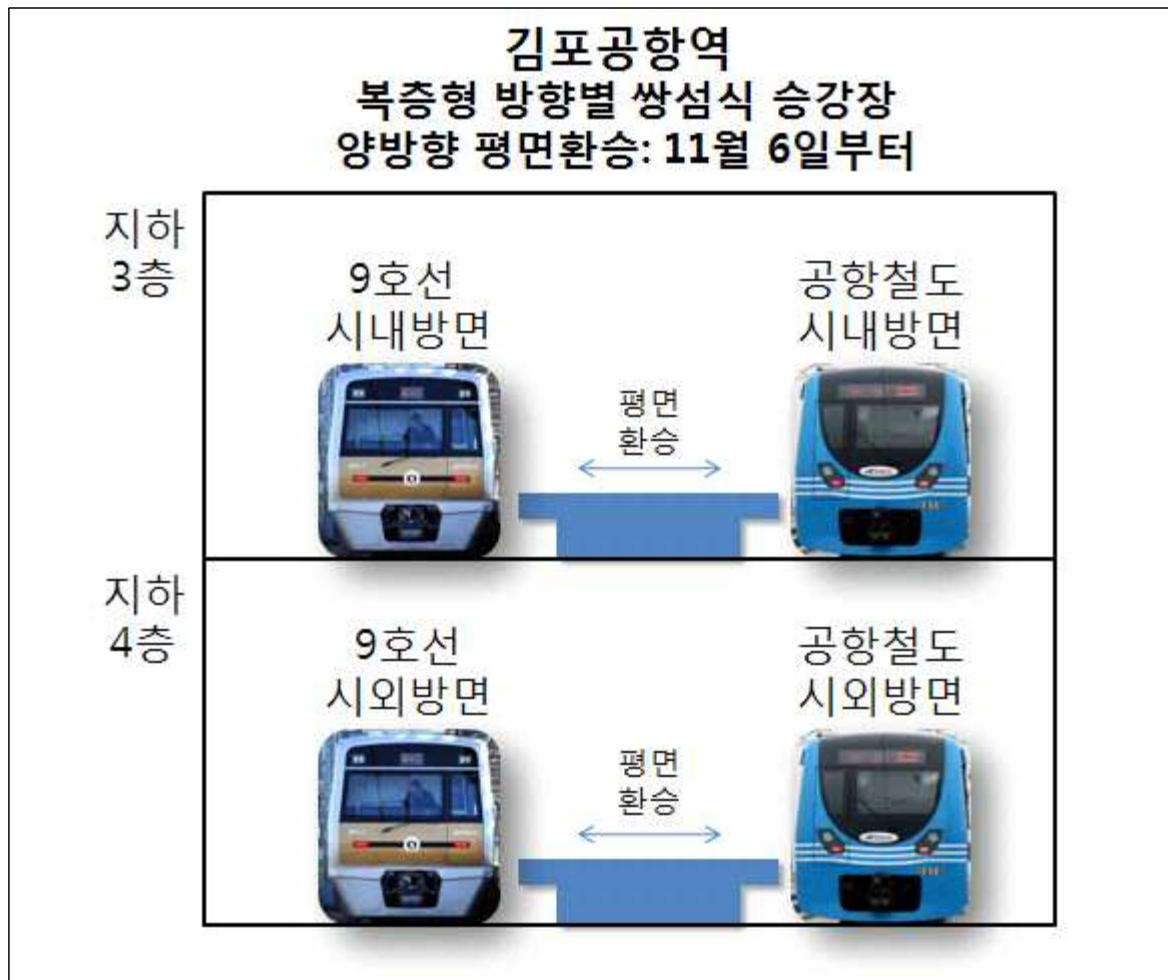 김포공항역
복층형 방향별 쌍섬식 승강장
양방향 평면환승: 11월 6일부터
지하
3층
9호선
시내방면
공항철도
시내방면
평면
환승
지하
4층
9호선
시외방면
공항철도
시외방면
평면
환승